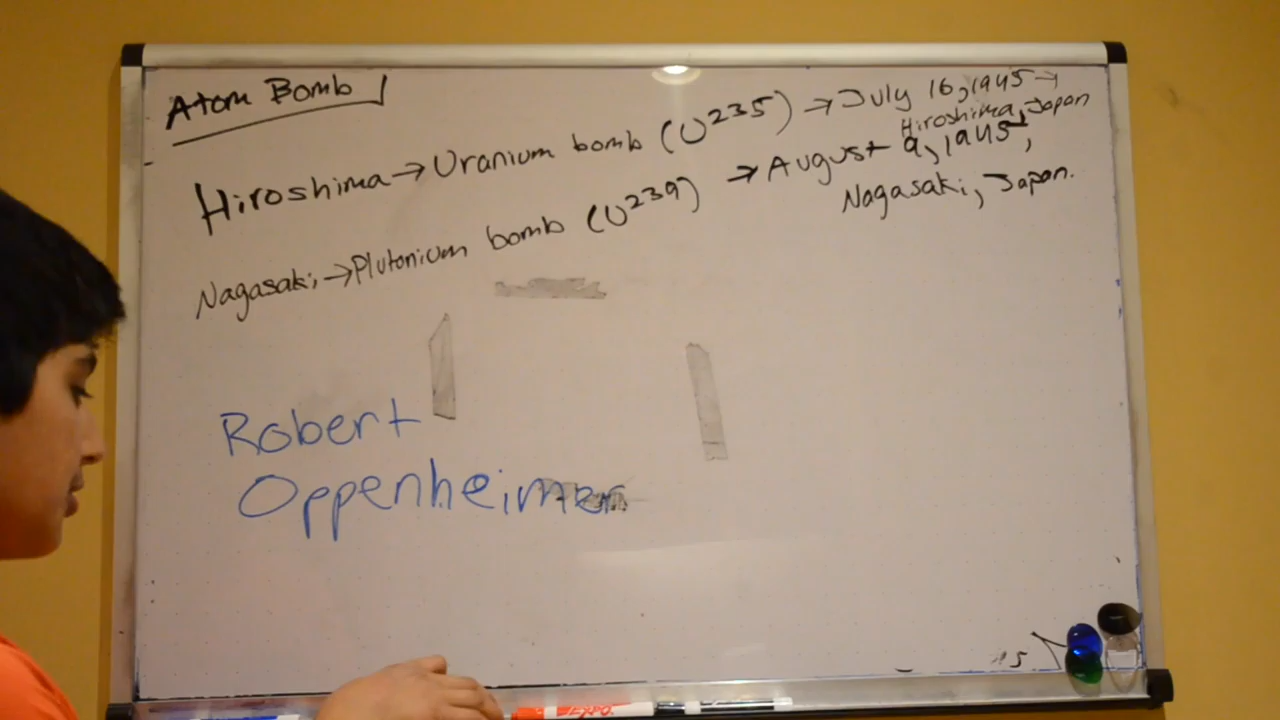 Atom Bomb
Hiroshima → Uranium bomb (U²³⁵) → July 16, 1945 →
Hiroshima, Japan
Nagasaki → Plutonium bomb (U²³⁹) → August 9, 1945,
Nagasaki, Japan.
Robert
Oppenheimer